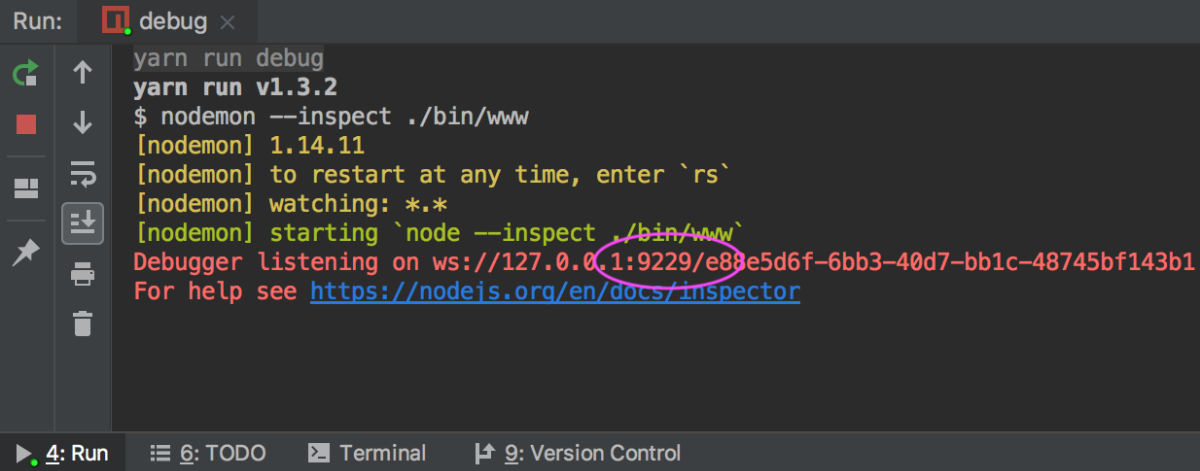 Run: debug
yarn run debug
yarn run v1.3.2
$ nodemon --inspect ./bin/www
[nodemon] 1.14.11
[nodemon] to restart at any time, enter `rs`
[nodemon] watching: *.*
[nodemon] starting `node --inspect ./bin/www`
Debugger listening on ws://127.0.0.1:9229/e88e5d6f-6bb3-40d7-bb1c-48745bf143b1
For help see https://nodejs.org/en/docs/inspector
4: Run 6: TODO Terminal 9: Version Control